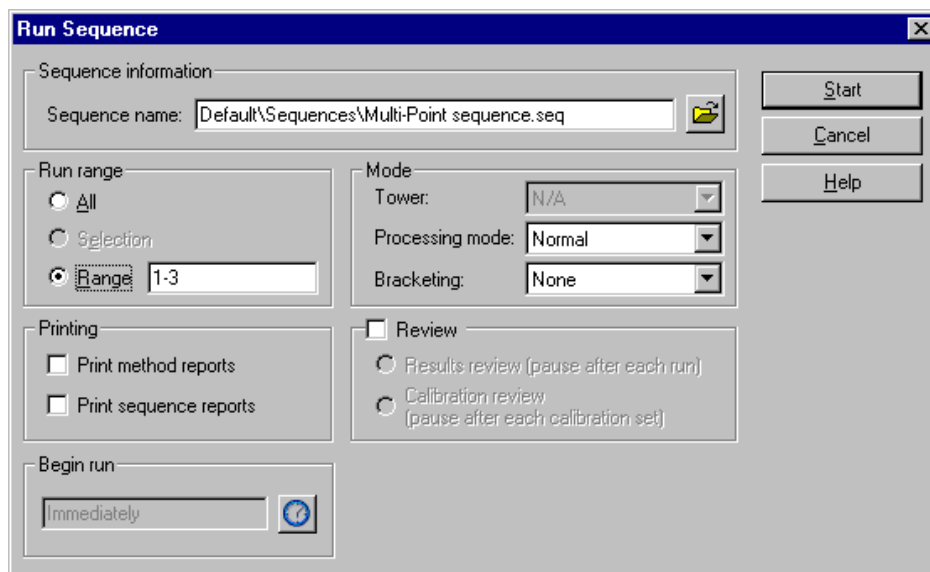 Run Sequence
Sequence information
Sequence name: Default\Sequences\Multi-Point sequence.seq
Start
Cancel
Help
Run range
All
Selection
Range 1-3
Mode
Tower: N/A
Processing mode: Normal
Bracketing: None
Printing
Print method reports
Print sequence reports
Review
Results review (pause after each run)
Calibration review
(pause after each calibration set)
Begin run
Immediately